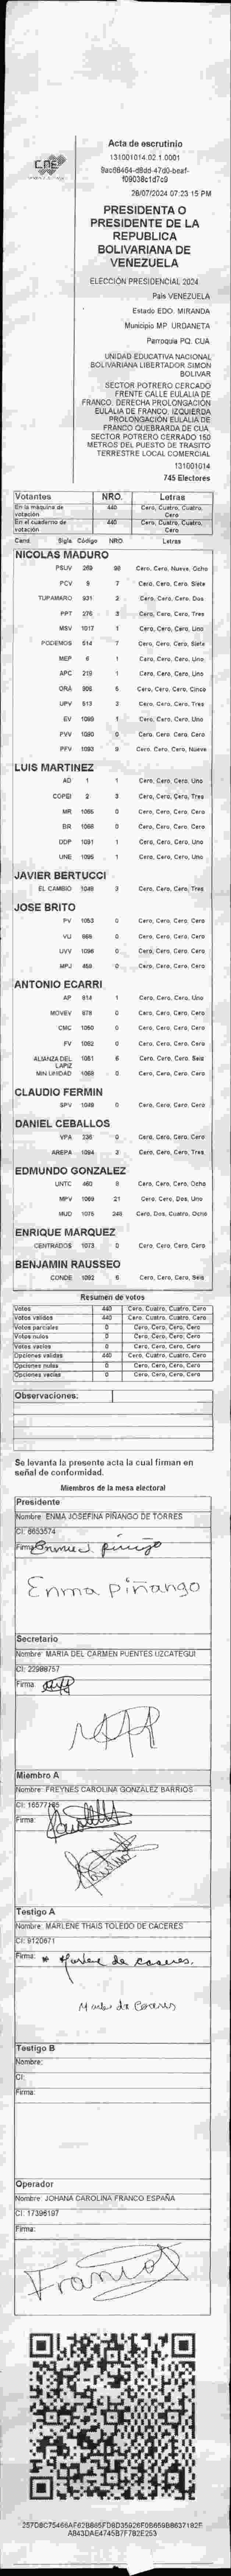 CNE
Acta de escrutinio
131001014.02.1.0001
28/07/2024 07:23:15 PM
PRESIDENTA O
PRESIDENTE DE LA
REPUBLICA
BOLIVARIANA DE
VENEZUELA
ELECCIÓN PRESIDENCIAL 2024
País VENEZUELA
Estado EDO. MIRANDA
Municipio MP. URDANETA
Parroquia PQ. CUA
UNIDAD EDUCATIVA NACIONAL
BOLIVARIANA LIBERTADOR SIMON
BOLIVAR
SECTOR POTRERO CERCADO
FRENTE CALLE EULALIA DE
FRANCO. DERECHA PROLONGACIÓN
EULALIA DE FRANCO. IZQUIERDA
PROLONGACIÓN EULALIA DE
FRANCO QUEBRARDA DE CUA.
SECTOR POTRERO CERRADO 150
METROS DEL PUESTO DE TRASITO
TERRESTRE LOCAL COMERCIAL
131001014
745 Electores
Votantes NRO. Letras
En la máquina de votación 440 Cero, Cuatro, Cuatro, Cero
En el cuaderno de votación 440 Cero, Cuatro, Cuatro, Cero
Cand. Sigla Código NRO. Letras
NICOLAS MADURO
PSUV 269 98 Cero, Cero, Nueve, Ocho
PCV 9 7 Cero, Cero, Cero, Siete
TUPAMARO 931 2 Cero, Cero, Cero, Dos
PPT 276 3 Cero, Cero, Cero, Tres
MSV 1017 1 Cero, Cero, Cero, Uno
PODEMOS 514 7 Cero, Cero, Cero, Siete
MEP 6 1 Cero, Cero, Cero, Uno
APC 219 1 Cero, Cero, Cero, Uno
ORA 906 5 Cero, Cero, Cero, Cinco
UPV 513 3 Cero, Cero, Cero, Tres
EV 1089 1 Cero, Cero, Cero, Uno
PVV 1090 0 Cero, Cero, Cero, Cero
PFV 1093 9 Cero, Cero, Cero, Nueve
LUIS MARTINEZ
AD 1 1 Cero, Cero, Cero, Uno
COPEI 2 3 Cero, Cero, Cero, Tres
MR 1065 0 Cero, Cero, Cero, Cero
BR 1068 0 Cero, Cero, Cero, Cero
DDP 1091 1 Cero, Cero, Cero, Uno
UNE 1095 1 Cero, Cero, Cero, Uno
JAVIER BERTUCCI
EL CAMBIO 1048 3 Cero, Cero, Cero, Tres
JOSE BRITO
PV 1053 0 Cero, Cero, Cero, Cero
VU 868 0 Cero, Cero, Cero, Cero
UVV 1096 0 Cero, Cero, Cero, Cero
MPJ 458 0 Cero, Cero, Cero, Cero
ANTONIO ECARRI
AP 614 1 Cero, Cero, Cero, Uno
MOVEV 878 0 Cero, Cero, Cero, Cero
CMC 1050 0 Cero, Cero, Cero, Cero
FV 1052 0 Cero, Cero, Cero, Cero
ALIANZA DEL LAPIZ 1081 6 Cero, Cero, Cero, Seis
MIN UNIDAD 1068 0 Cero, Cero, Cero, Cero
CLAUDIO FERMIN
SPV 1049 0 Cero, Cero, Cero, Cero
DANIEL CEBALLOS
VPA 236 0 Cero, Cero, Cero, Cero
AREPA 1094 3 Cero, Cero, Cero, Tres
EDMUNDO GONZALEZ
UNTC 460 8 Cero, Cero, Cero, Ocho
MPV 1069 21 Cero, Cero, Dos, Uno
MUD 1075 248 Cero, Dos, Cuatro, Ocho
ENRIQUE MARQUEZ
CENTRADOS 1073 0 Cero, Cero, Cero, Cero
BENJAMIN RAUSSEO
CONDE 1092 6 Cero, Cero, Cero, Seis
Resumen de votos
Votos 440 Cero, Cuatro, Cuatro, Cero
Votos válidos 440 Cero, Cuatro, Cuatro, Cero
Votos parciales 0 Cero, Cero, Cero, Cero
Votos nulos 0 Cero, Cero, Cero, Cero
Votos vacíos 0 Cero, Cero, Cero, Cero
Opciones válidas 440 Cero, Cuatro, Cuatro, Cero
Opciones nulas 0 Cero, Cero, Cero, Cero
Opciones vacías 0 Cero, Cero, Cero, Cero
Observaciones:
Se levanta la presente acta la cual firman en
señal de conformidad.
Miembros de la mesa electoral
Presidente
Nombre: ENMA JOSEFINA PIÑANGO DE TORRES
CI: 6693574
Firma:
Enma piñango
Secretario
Nombre: MARIA DEL CARMEN PUENTES UZCATEGUI
CI: 22988757
Firma:
Miembro A
Nombre: FREYNES CAROLINA GONZALEZ BARRIOS
CI: 16577165
Firma:
Testigo A
Nombre: MARLENE THAIS TOLEDO DE CACERES
CI: 9120671
Firma: * Marlene de caceres.
Testigo B
Nombre:
CI:
Firma:
Operador
Nombre: JOHANA CAROLINA FRANCO ESPAÑA
CI: 17396197
Firma:
Franco